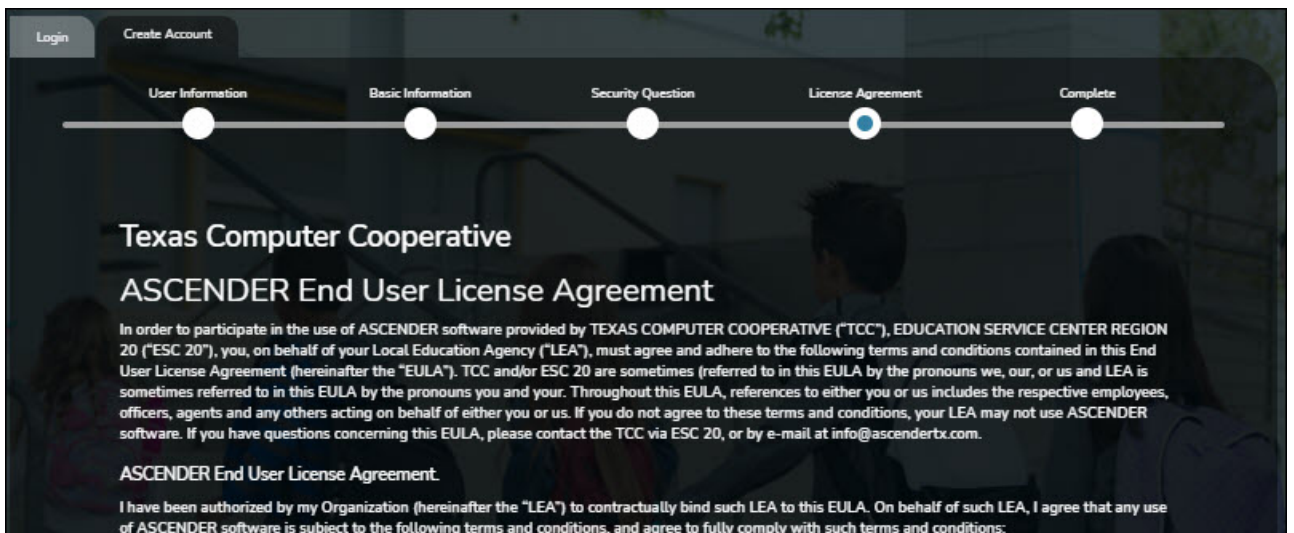 Login
Create Account
User Information
Basic Information
Security Question
License Agreement
Complete
Texas Computer Cooperative
ASCENDER End User License Agreement
In order to participate in the use of ASCENDER software provided by TEXAS COMPUTER COOPERATIVE (“TCC”), EDUCATION SERVICE CENTER REGION
20 (“ESC 20”), you, on behalf of your Local Education Agency (“LEA”), must agree and adhere to the following terms and conditions contained in this End
User License Agreement (hereinafter the “EULA”). TCC and/or ESC 20 are sometimes (referred to in this EULA by the pronouns we, our, or us and LEA is
sometimes referred to in this EULA by the pronouns you and your. Throughout this EULA, references to either you or us includes the respective employees,
officers, agents and any others acting on behalf of either you or us. If you do not agree to these terms and conditions, your LEA may not use ASCENDER
software. If you have questions concerning this EULA, please contact the TCC via ESC 20, or by e-mail at info@ascendertx.com.
ASCENDER End User License Agreement.
I have been authorized by my Organization (hereinafter the “LEA”) to contractually bind such LEA to this EULA. On behalf of such LEA, I agree that any use
of ASCENDER software is subject to the following terms and conditions, and agree to fully comply with such terms and conditions: